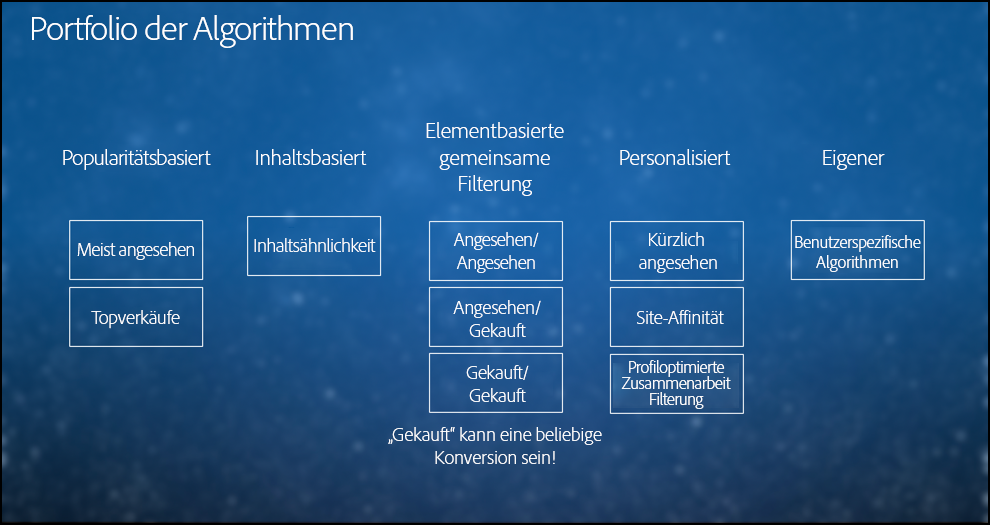 Portfolio der Algorithmen
Popularitätsbasiert
Meist angesehen
Topverkäufe
Inhaltsbasiert
Inhaltsähnlichkeit
Elementbasierte
gemeinsame
Filterung
Angesehen/
Angesehen
Angesehen/
Gekauft
Gekauft/
Gekauft
„Gekauft“ kann eine beliebige
Konversion sein!
Personalisiert
Kürzlich
angesehen
Site-Affinität
Profiloptimierte
Zusammenarbeit
Filterung
Eigener
Benutzerspezifische
Algorithmen